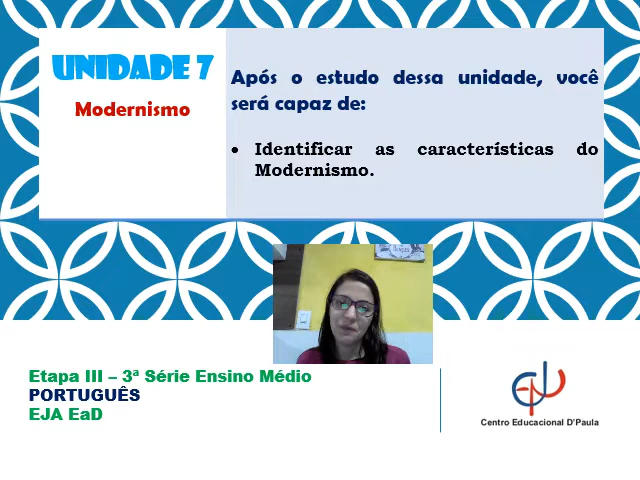 UNIDADE 7
Modernismo
Após o estudo dessa unidade, você
será capaz de:
• Identificar as características do
Modernismo.
Etapa III – 3ª Série Ensino Médio
PORTUGUÊS
EJA EaD
Centro Educacional D'Paula